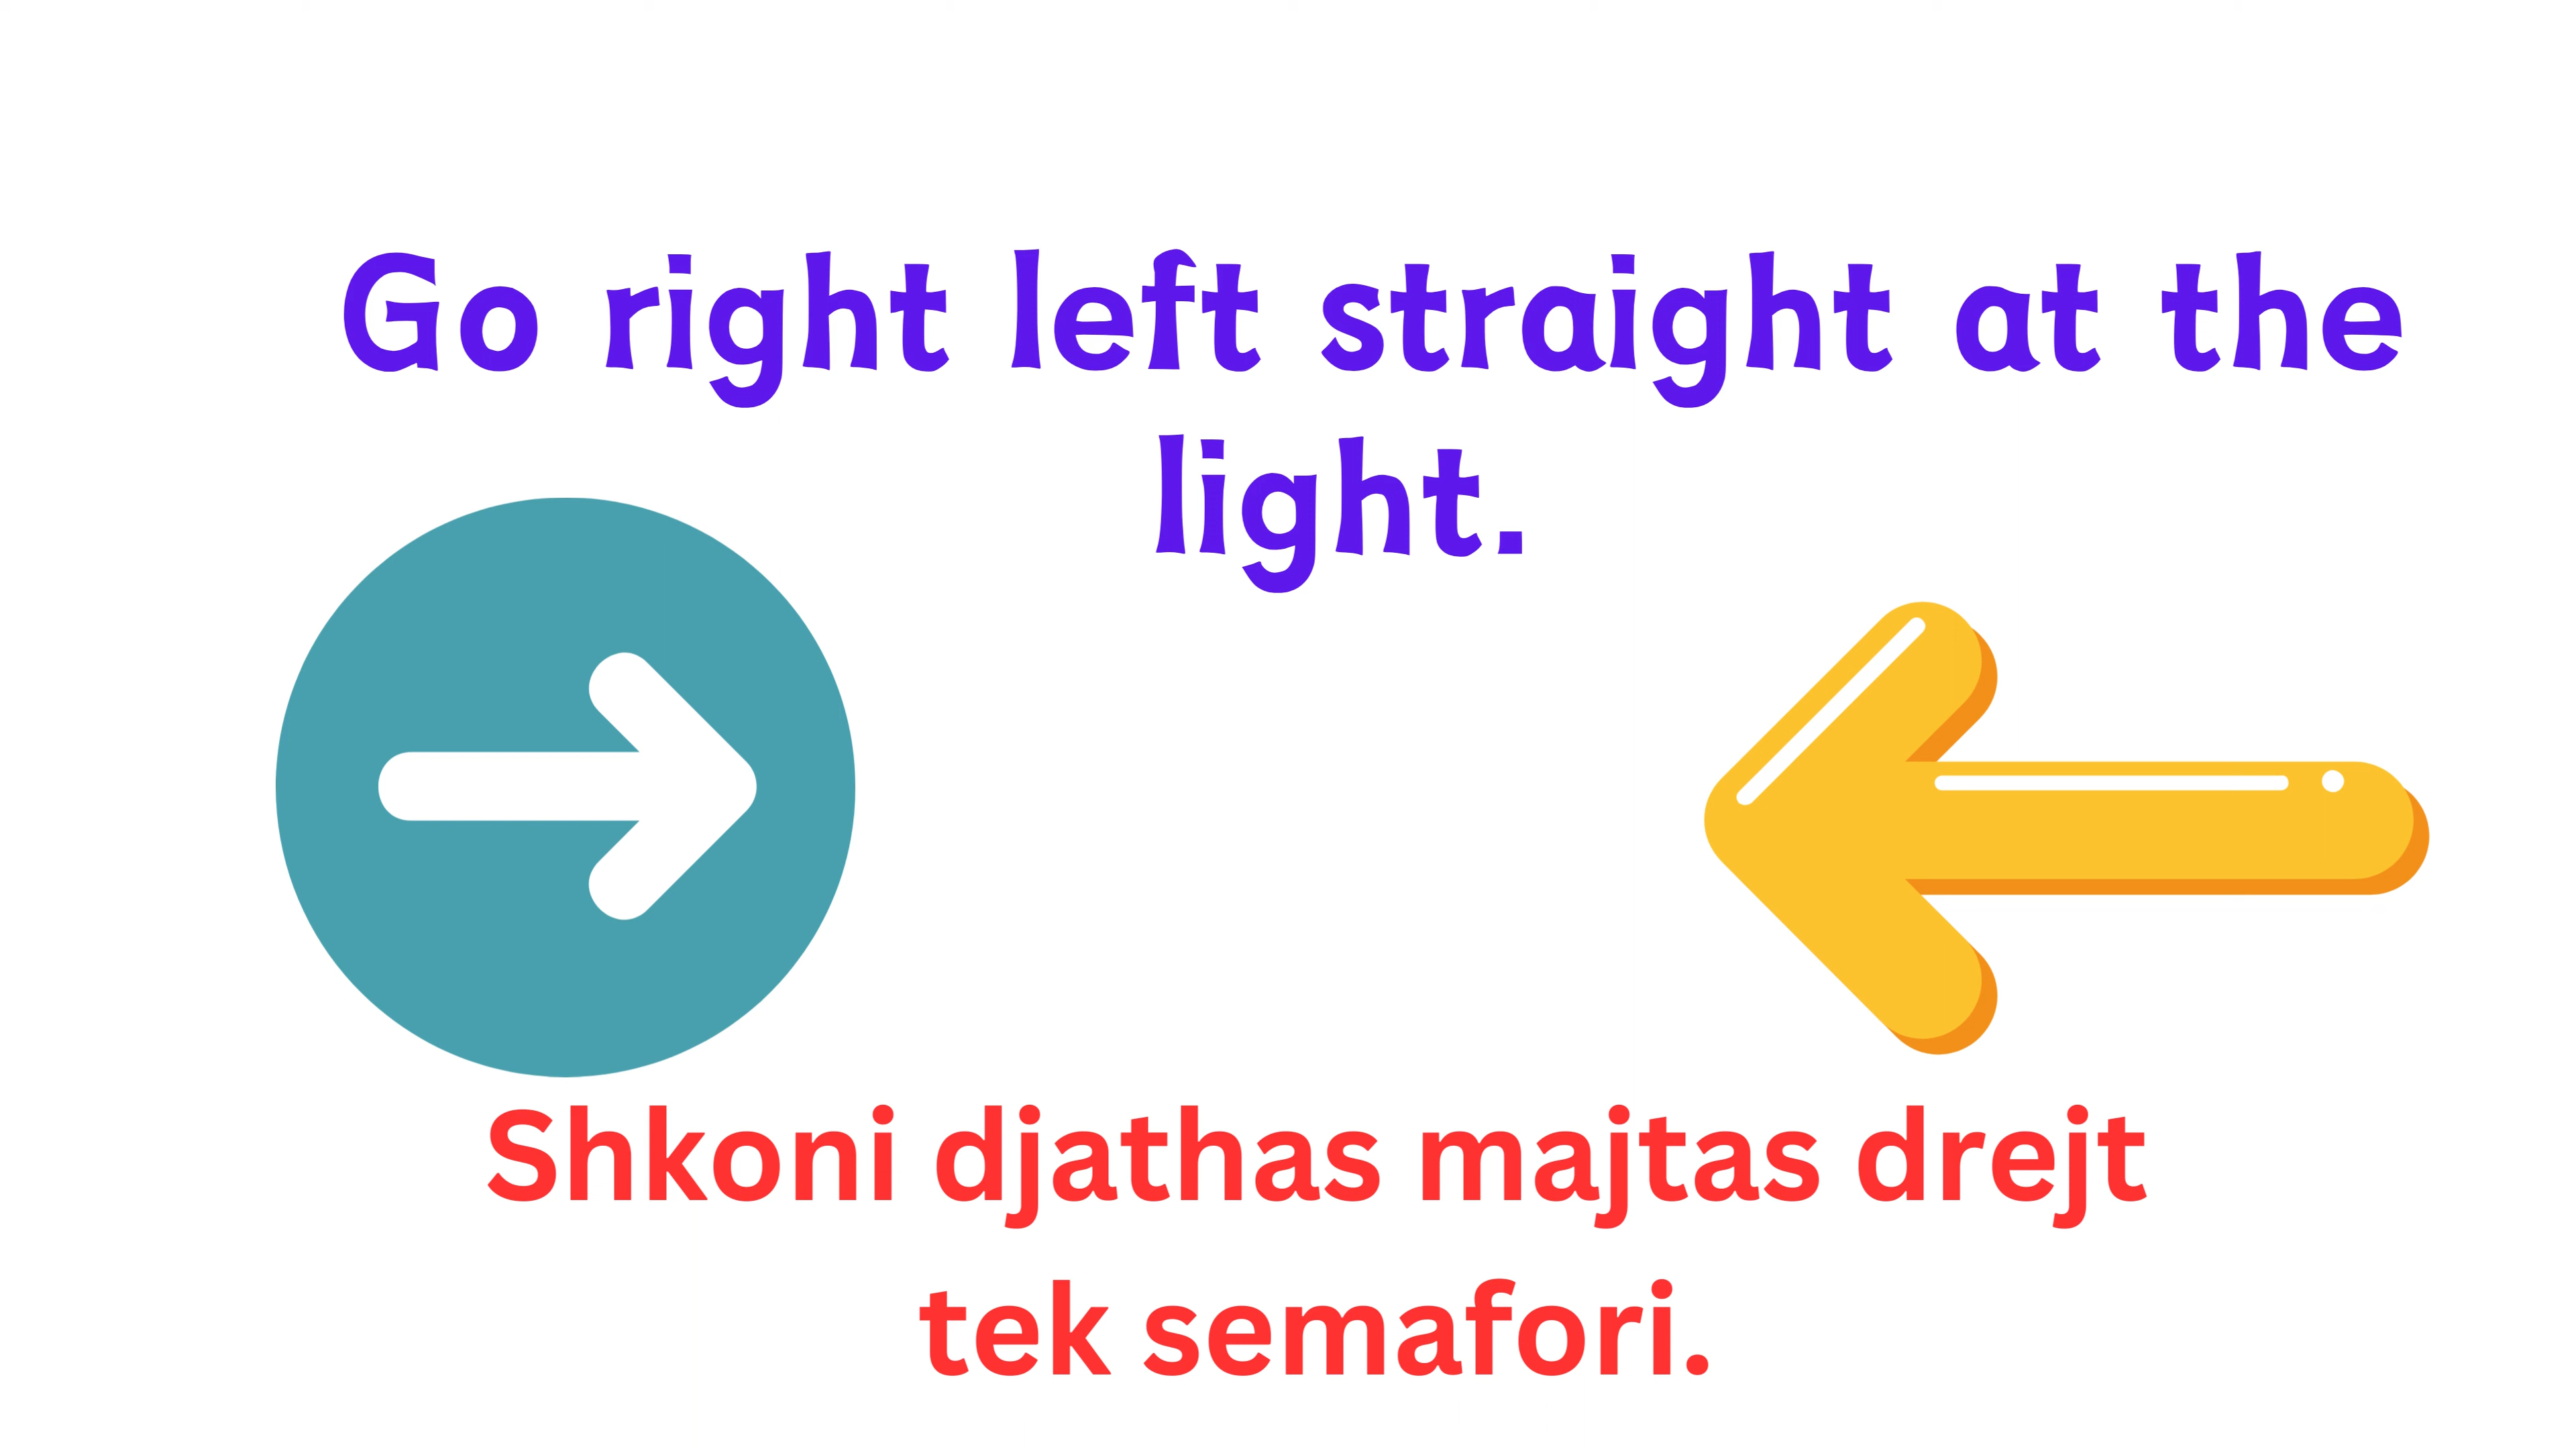 Go right left straight at the
light.
Shkoni djathas majtas drejt
tek semafori.